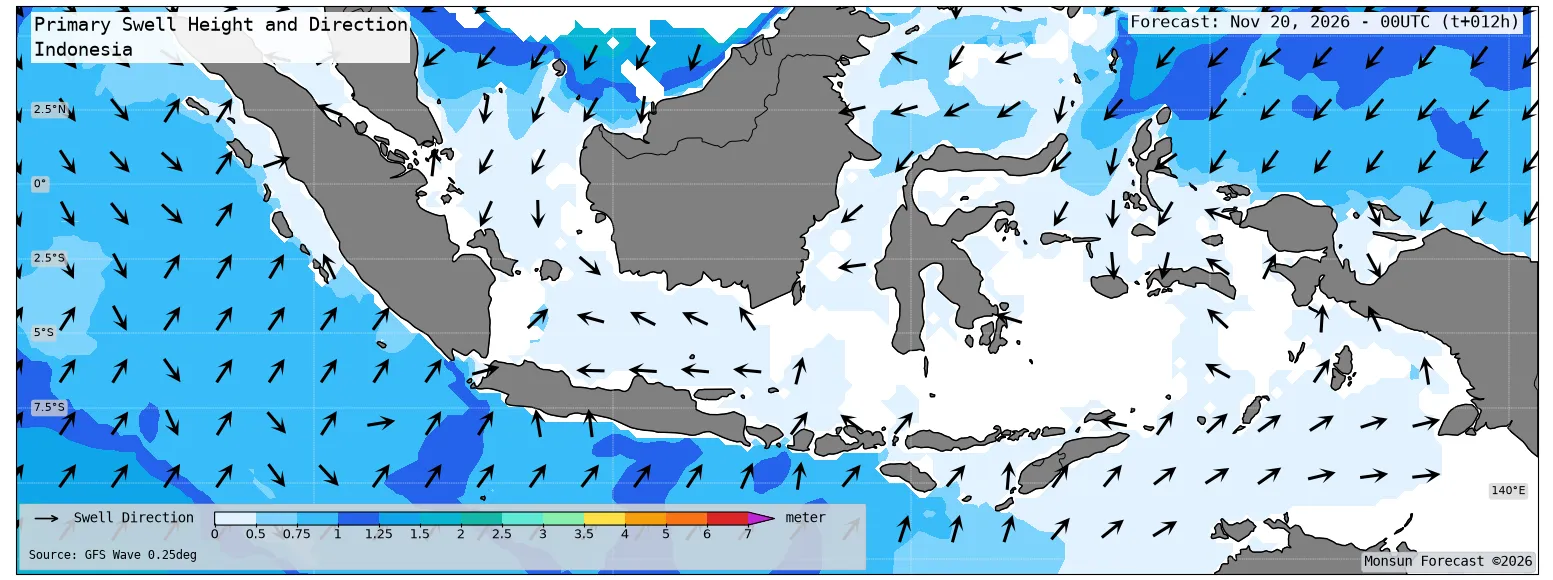 Primary Swell Height and Direction
Indonesia
Forecast: Nov 20, 2026 - 00UTC (t+012h)
2.5°N
0°
2.5°S
5°S
7.5°S
140°E
Swell Direction
0 0.5 0.75 1 1.25 1.5 2 2.5 3 3.5 4 5 6 7
meter
Source: GFS Wave 0.25deg
Monsun Forecast ©2026